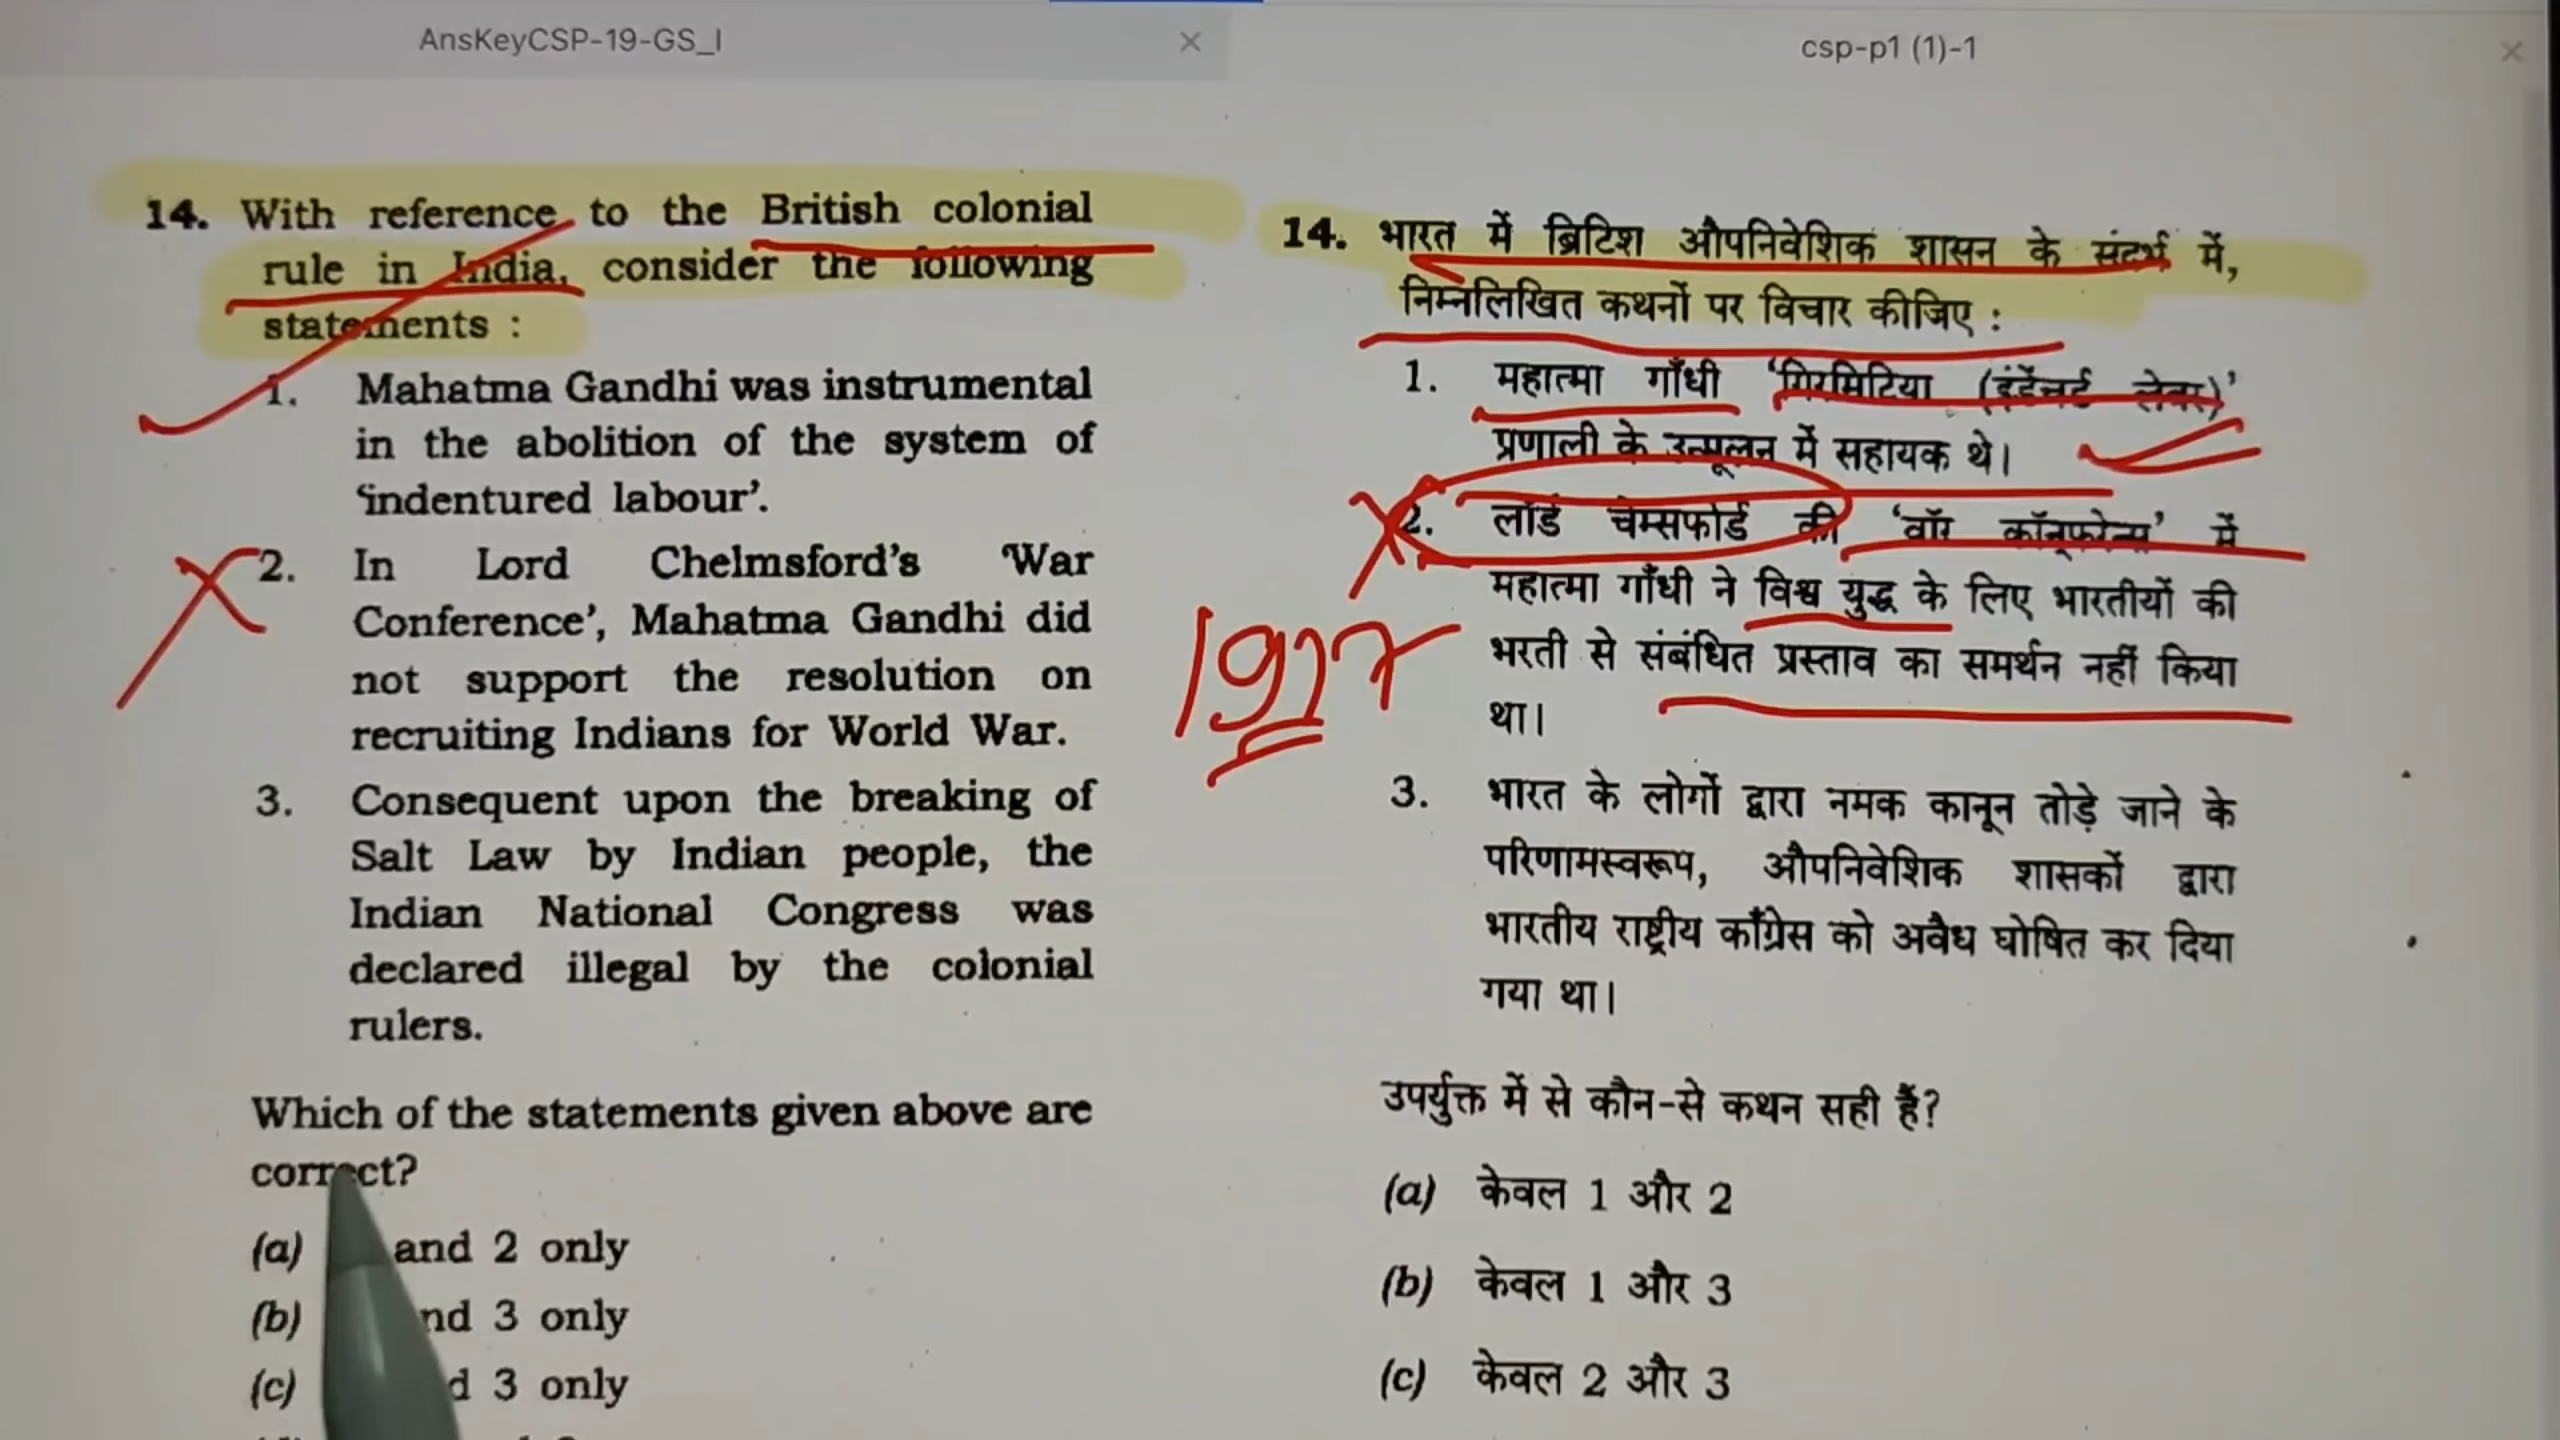 AnsKeyCSP-19-GS_I
csp-p1 (1)-1
14. With reference to the British colonial
rule in India, consider the following
statements :
1. Mahatma Gandhi was instrumental
in the abolition of the system of
'indentured labour'.
2. In Lord Chelmsford's 'War
Conference', Mahatma Gandhi did
not support the resolution on
recruiting Indians for World War.
3. Consequent upon the breaking of
Salt Law by Indian people, the
Indian National Congress was
declared illegal by the colonial
rulers.
Which of the statements given above are
correct?
(a) and 2 only
(b) 3 only
(c) 3 only
1917
14. भारत में ब्रिटिश औपनिवेशिक शासन के संदर्भ में,
निम्नलिखित कथनों पर विचार कीजिए :
1. महात्मा गाँधी 'गिरमिटिया (इंडेंचर्ड लेबर)'
प्रणाली के उन्मूलन में सहायक थे।
2. लॉर्ड चेम्सफोर्ड की 'वॉर कॉन्फरेन्स' में
महात्मा गाँधी ने विश्व युद्ध के लिए भारतीयों की
भरती से संबंधित प्रस्ताव का समर्थन नहीं किया
था।
3. भारत के लोगों द्वारा नमक कानून तोड़े जाने के
परिणामस्वरूप, औपनिवेशिक शासकों द्वारा
भारतीय राष्ट्रीय काँग्रेस को अवैध घोषित कर दिया
गया था।
उपर्युक्त में से कौन-से कथन सही हैं?
(a) केवल 1 और 2
(b) केवल 1 और 3
(c) केवल 2 और 3